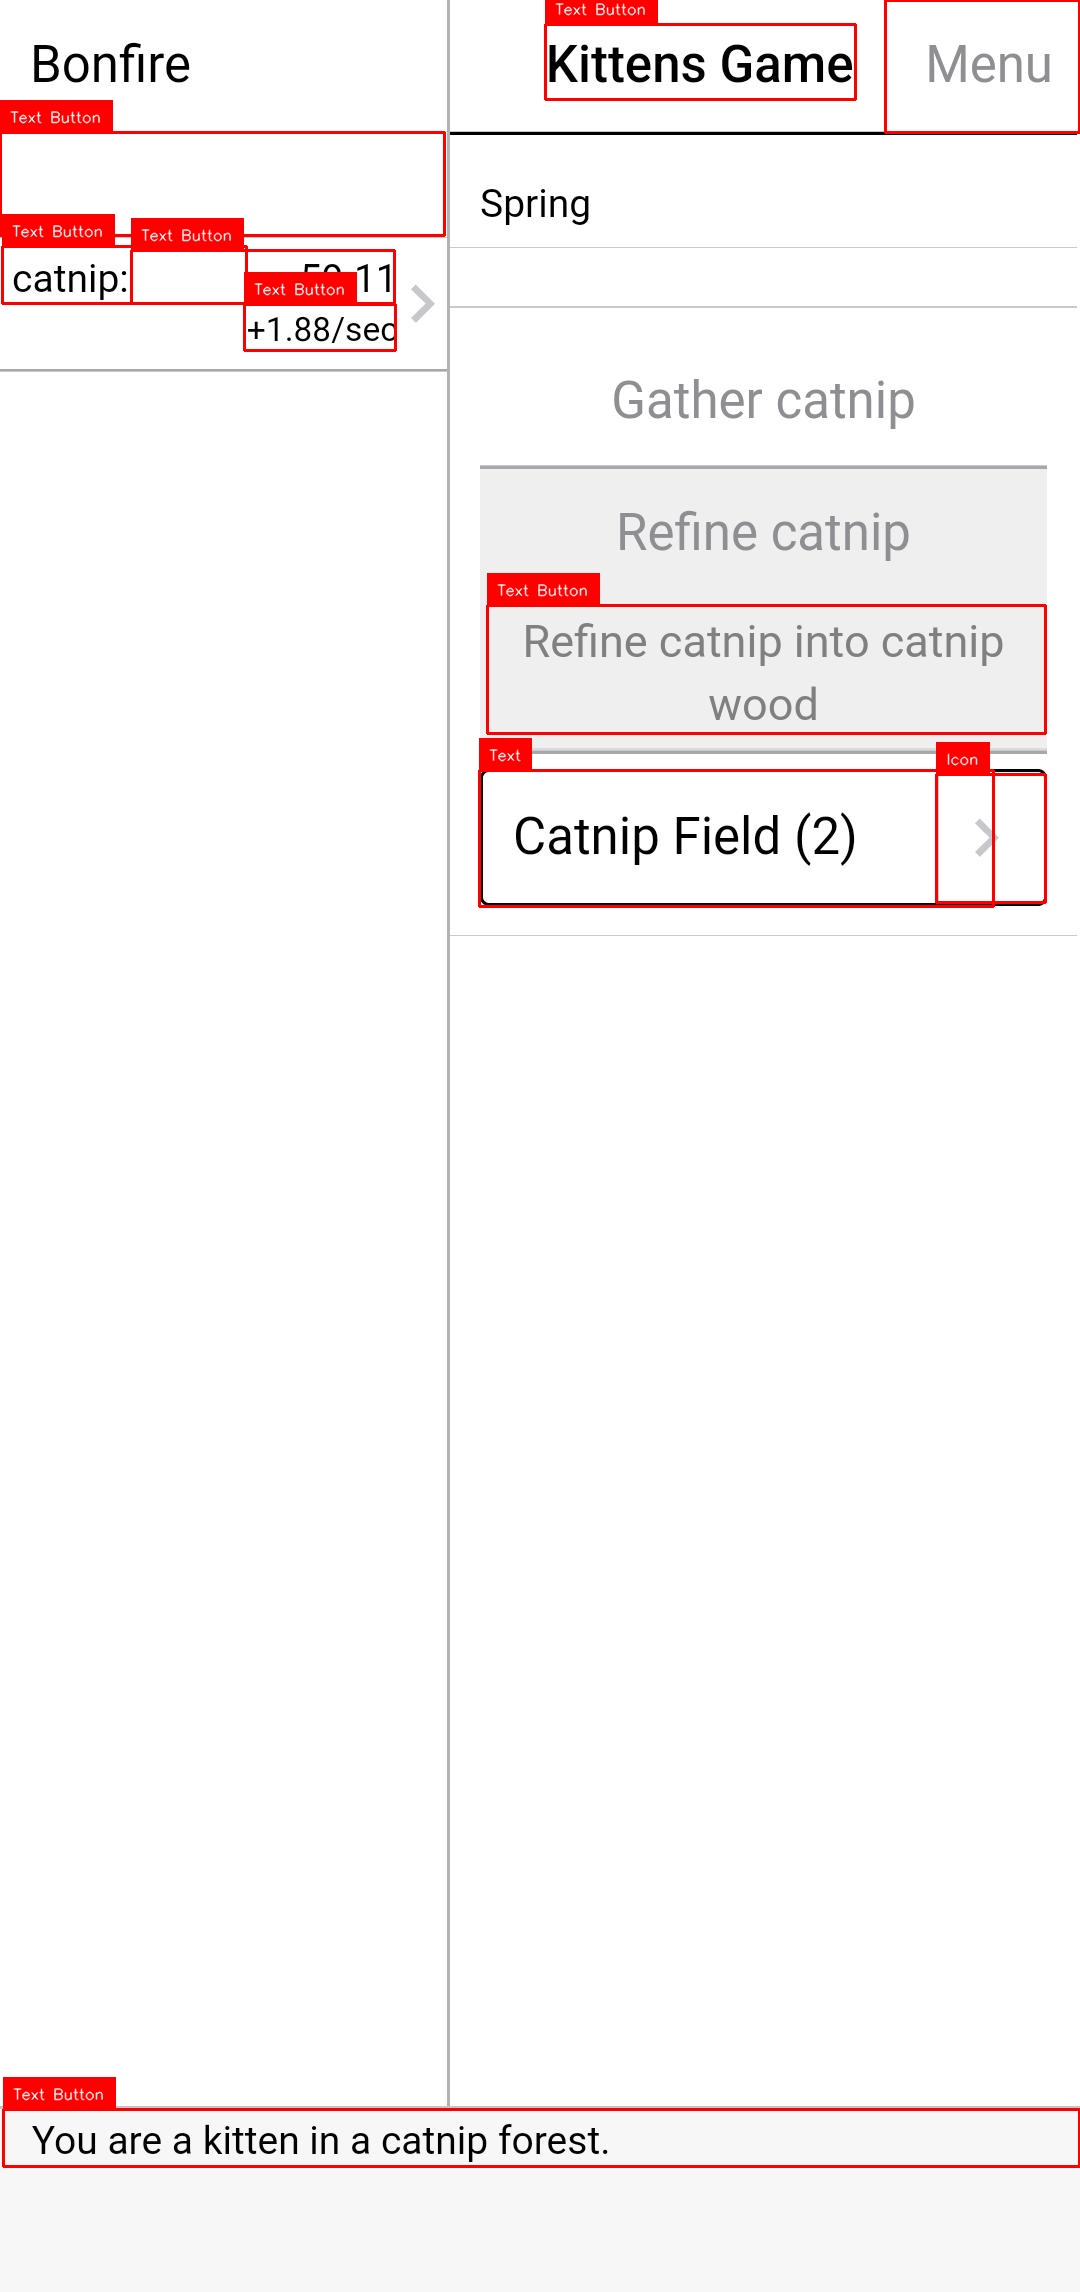 Bonfire
Text Button
Kittens Game
Menu
Text Button
Spring
Text Button
Text Button
catnip:
11
Text Button
+1.88/sec
Gather catnip
Refine catnip
Text Button
Refine catnip into catnip
wood
Text
Icon
Catnip Field (2)
Text Button
You are a kitten in a catnip forest.